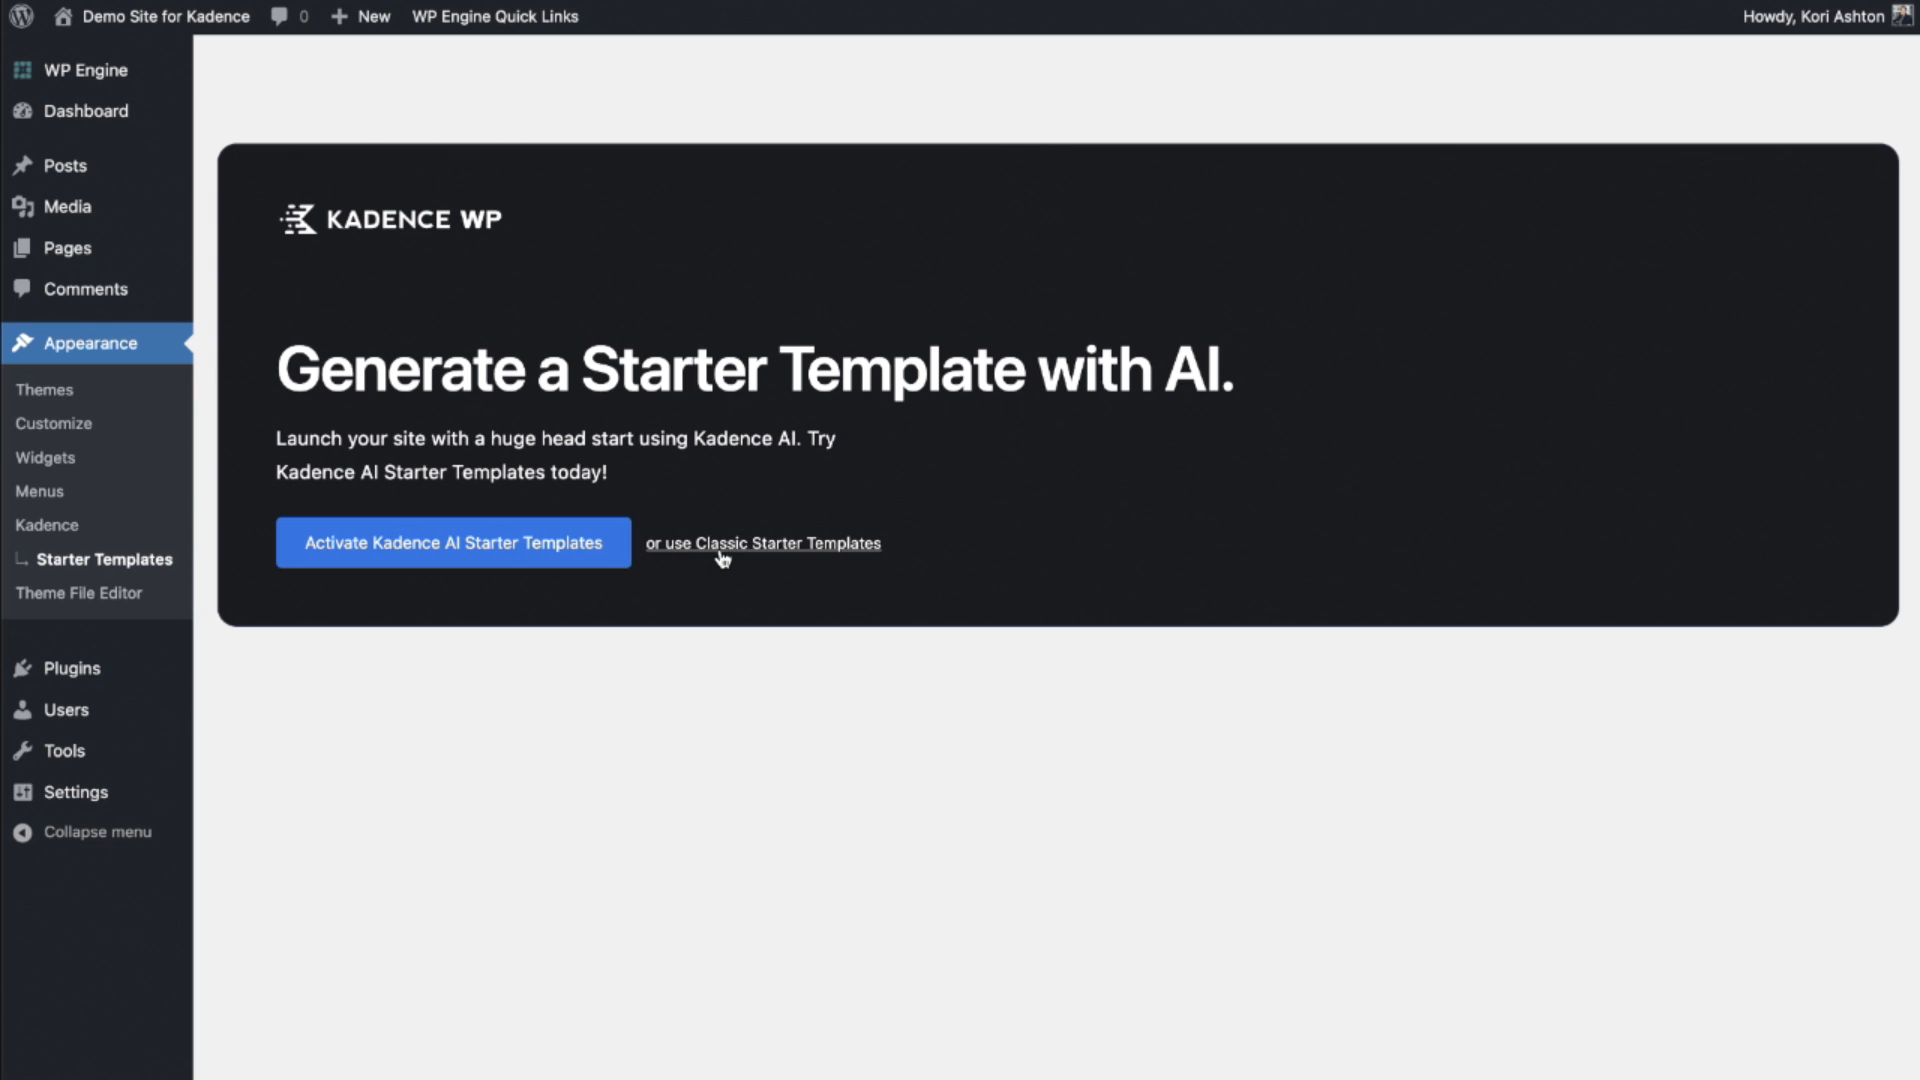 Demo Site for Kadence
0
New
WP Engine Quick Links
Howdy, Kori Ashton
WP Engine
Dashboard
Posts
Media
Pages
Comments
Appearance
Themes
Customize
Widgets
Menus
Kadence
Starter Templates
Theme File Editor
Plugins
Users
Tools
Settings
Collapse menu
KADENCE WP
Generate a Starter Template with AI.
Launch your site with a huge head start using Kadence AI. Try
Kadence AI Starter Templates today!
Activate Kadence AI Starter Templates
or use Classic Starter Templates